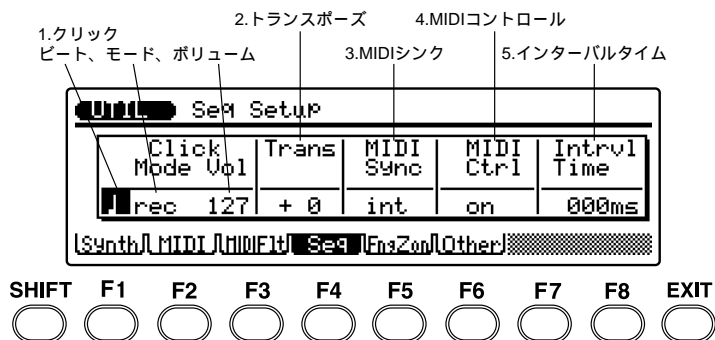 2.トランスポーズ 4.MIDIコントロール
1.クリック
ビート、モード、ボリューム 3.MIDIシンク 5.インターバルタイム
UTIL Seq Setup
Click Trans MIDI MIDI Intrvl
Mode Vol Sync Ctrl Time
♩ rec 127 + 0 int on 000ms
Synth MIDI MIDIFlt Seq FngZon Other
SHIFT F1 F2 F3 F4 F5 F6 F7 F8 EXIT